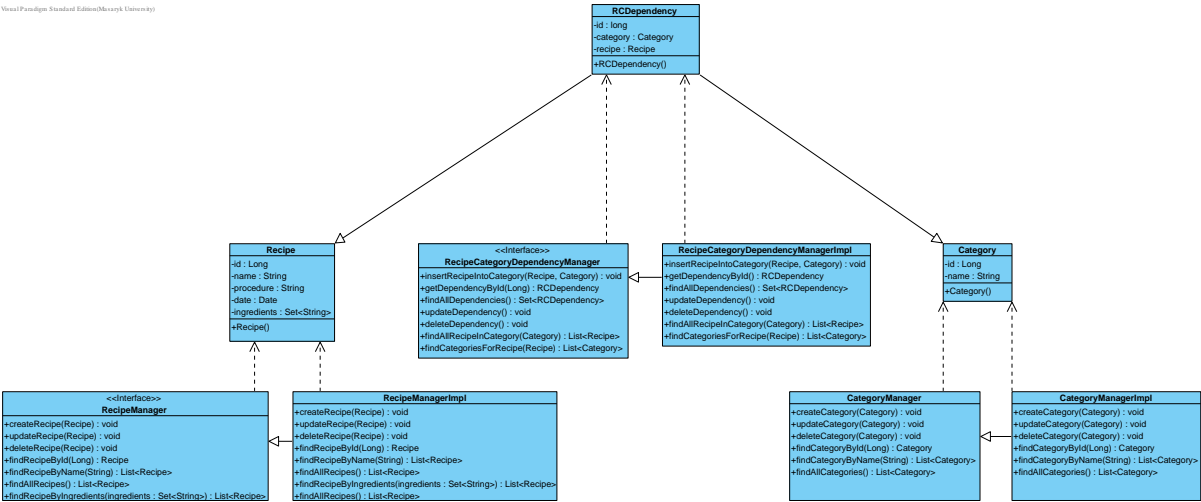 Visual Paradigm Standard Edition(Masaryk University)
RCDependency
-id : long
-category : Category
-recipe : Recipe
+RCDependency()
Recipe
-id : Long
-name : String
-procedure : String
-date : Date
-ingredients : Set<String>
+Recipe()
<<Interface>>
RecipeCategoryDependencyManager
+insertRecipeIntoCategory(Recipe, Category) : void
+getDependencyById(Long) : RCDependency
+findAllDependencies() : Set<RCDependency>
+updateDependency() : void
+deleteDependency() : void
+findAllRecipeInCategory(Category) : List<Recipe>
+findCategoriesForRecipe(Recipe) : List<Category>
RecipeCategoryDependencyManagerImpl
+insertRecipeIntoCategory(Recipe, Category) : void
+getDependencyById() : RCDependency
+findAllDependencies() : Set<RCDependency>
+updateDependency() : void
+deleteDependency() : void
+findAllRecipeInCategory(Category) : List<Recipe>
+findCategoriesForRecipe(Recipe) : List<Category>
Category
-id : Long
-name : String
+Category()
<<Interface>>
RecipeManager
+createRecipe(Recipe) : void
+updateRecipe(Recipe) : void
+deleteRecipe(Recipe) : void
+findRecipeById(Long) : Recipe
+findRecipeByName(String) : List<Recipe>
+findAllRecipes() : List<Recipe>
+findRecipeByIngredients(ingredients : Set<String>) : List<Recipe>
RecipeManagerImpl
+createRecipe(Recipe) : void
+updateRecipe(Recipe) : void
+deleteRecipe(Recipe) : void
+findRecipeById(Long) : Recipe
+findRecipeByName(String) : List<Recipe>
+findAllRecipes() : List<Recipe>
+findRecipeByIngredients(ingredients : Set<String>) : List<Recipe>
+findAllRecipes() : List<Recipe>
CategoryManager
+createCategory(Category) : void
+updateCategory(Category) : void
+deleteCategory(Category) : void
+findCategoryById(Long) : Category
+findCategoryByName(String) : List<Category>
+findAllCategories() : List<Category>
CategoryManagerImpl
+createCategory(Category) : void
+updateCategory(Category) : void
+deleteCategory(Category) : void
+findCategoryById(Long) : Category
+findCategoryByName(String) : List<Category>
+findAllCategories() : List<Category>